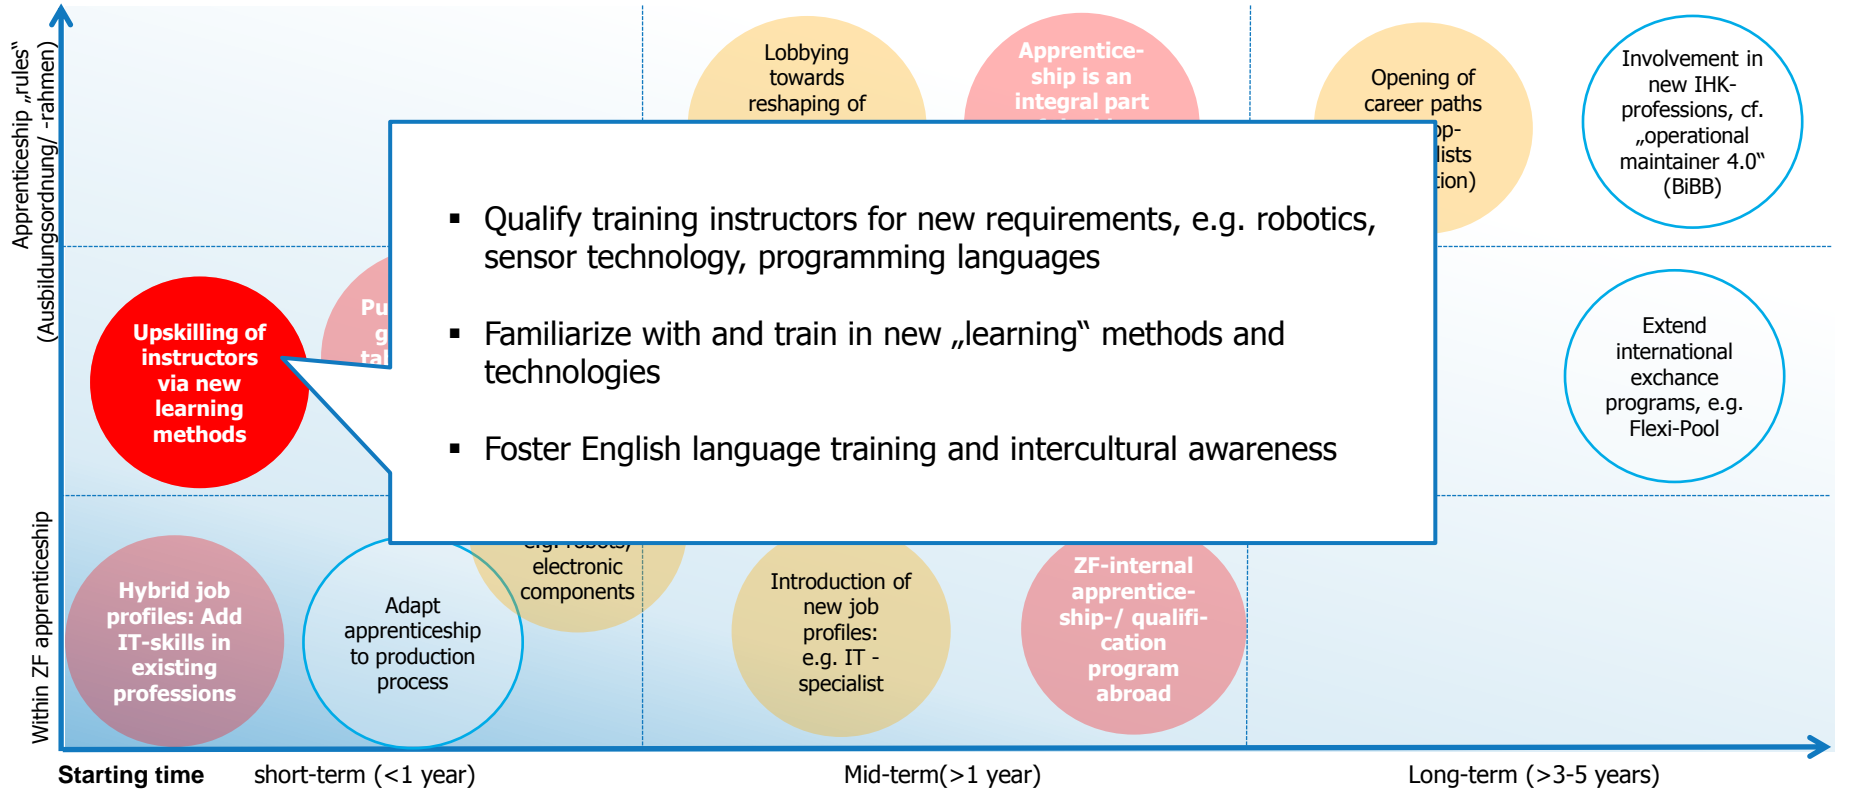 Apprenticeship „rules“
(Ausbildungsordnung/ -rahmen)
Within ZF apprenticeship
Lobbying
towards
reshaping of
Apprentice-
ship is an
integral part
Opening of
career paths
Involvement in
new IHK-
professions, cf.
„operational
maintainer 4.0“
(BiBB)
Upskilling of
instructors
via new
learning
methods
▪ Qualify training instructors for new requirements, e.g. robotics,
sensor technology, programming languages
▪ Familiarize with and train in new „learning“ methods and
technologies
▪ Foster English language training and intercultural awareness
Extend
international
exchance
programs, e.g.
Flexi-Pool
Hybrid job
profiles: Add
IT-skills in
existing
professions
Adapt
apprenticeship
to production
process
e.g. robots,
electronic
components
Introduction of
new job
profiles:
e.g. IT -
specialist
ZF-internal
apprentice-
ship-/ qualifi-
cation
program
abroad
Starting time short-term (<1 year) Mid-term(>1 year) Long-term (>3-5 years)